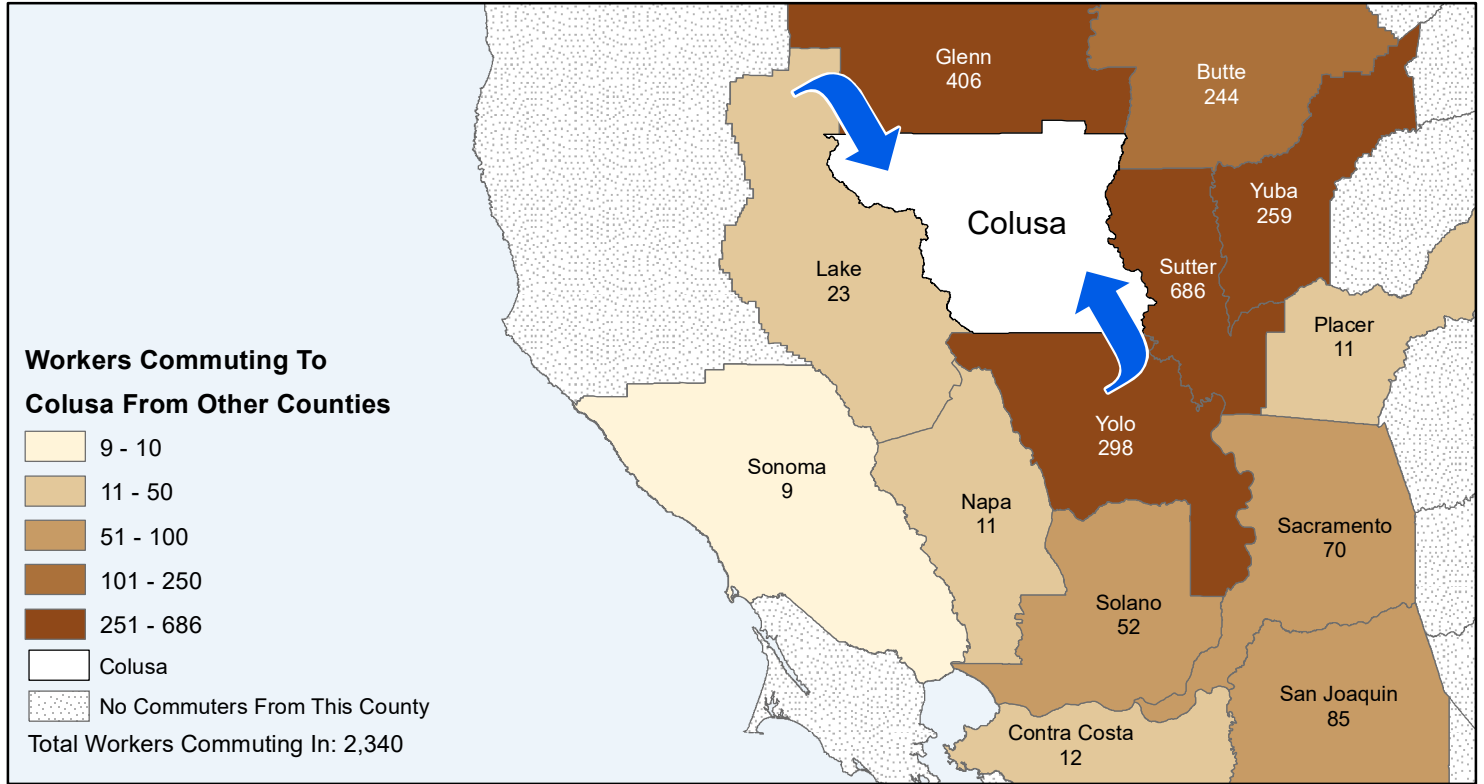 Glenn
406
Butte
244
Yuba
259
Colusa
Lake
23
Sutter
686
Placer
11
Workers Commuting To
Colusa From Other Counties
9 - 10
11 - 50
51 - 100
101 - 250
251 - 686
Colusa
No Commuters From This County
Total Workers Commuting In: 2,340
Yolo
298
Sonoma
9
Napa
11
Sacramento
70
Solano
52
San Joaquin
85
Contra Costa
12